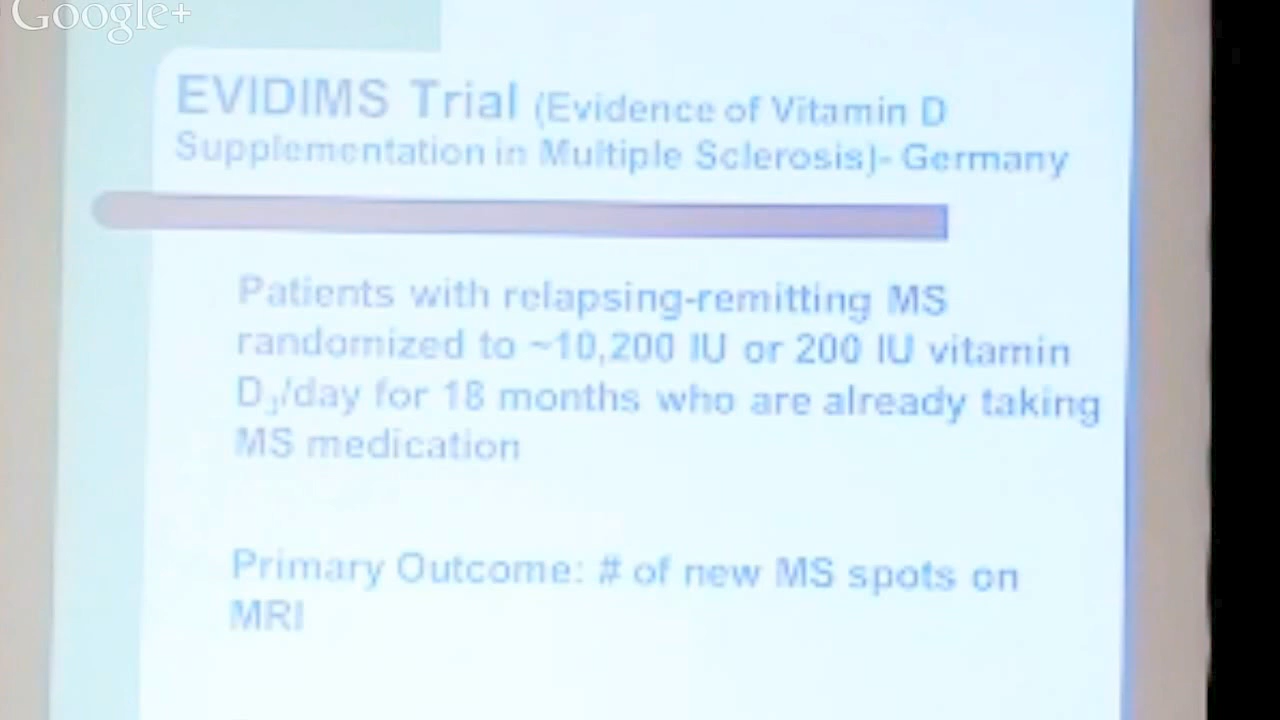 Google+
EVIDIMS Trial (Evidence of Vitamin D
Supplementation in Multiple Sclerosis)- Germany
Patients with relapsing-remitting MS
randomized to ~10,200 IU or 200 IU vitamin
D₃/day for 18 months who are already taking
MS medication
Primary Outcome: # of new MS spots on
MRI